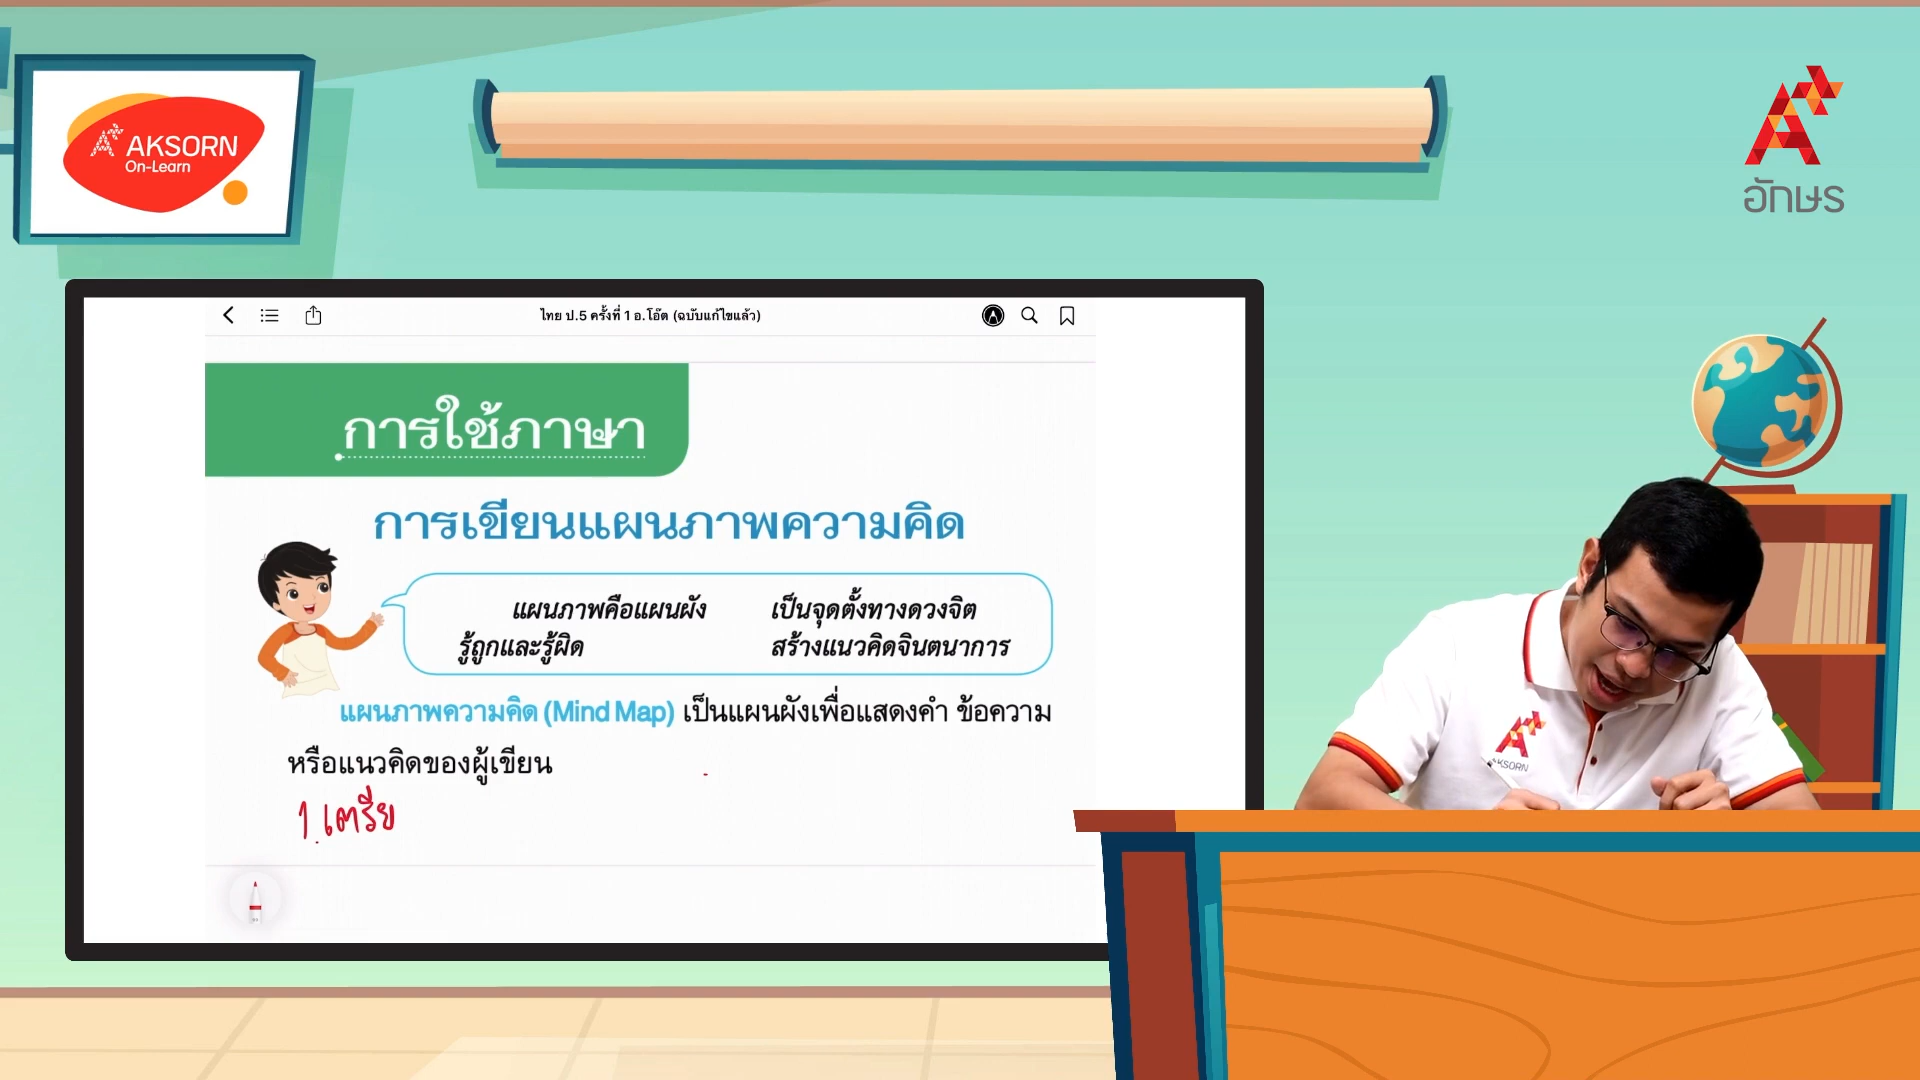 AKSORN
On-Learn
อักษร
ไทย ป.5 ครั้งที่ 1 อ.โอ๊ต (ฉบับแก้ไขแล้ว)
การใช้ภาษา
การเขียนแผนภาพความคิด
แผนภาพคือแผนผัง เป็นจุดตั้งทางดวงจิต
รู้ถูกและรู้ผิด สร้างแนวคิดจินตนาการ
แผนภาพความคิด (Mind Map) เป็นแผนผังเพื่อแสดงคำ ข้อความ
หรือแนวคิดของผู้เขียน
1. เตรีย
AKSORN